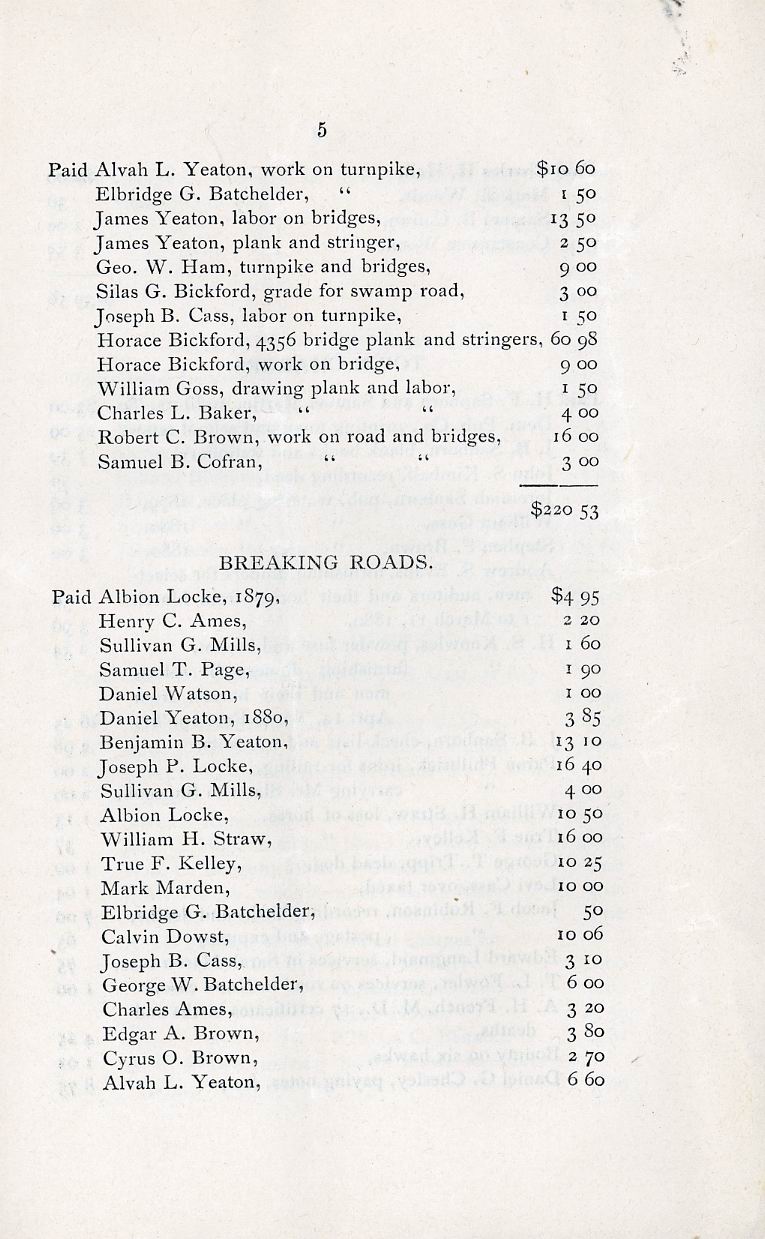 5
Paid Alvah L. Yeaton, work on turnpike, $10 60
Elbridge G. Batchelder, “ 1 50
James Yeaton, labor on bridges, 13 50
James Yeaton, plank and stringer, 2 50
Geo. W. Ham, turnpike and bridges, 9 00
Silas G. Bickford, grade for swamp road, 3 00
Joseph B. Cass, labor on turnpike, 1 50
Horace Bickford, 4356 bridge plank and stringers, 60 98
Horace Bickford, work on bridge, 9 00
William Goss, drawing plank and labor, 1 50
Charles L. Baker, “ “ 4 00
Robert C. Brown, work on road and bridges, 16 00
Samuel B. Cofran, “ “ 3 00
$220 53
BREAKING ROADS.
Paid Albion Locke, 1879, $4 95
Henry C. Ames, 2 20
Sullivan G. Mills, 1 60
Samuel T. Page, 1 90
Daniel Watson, 1 00
Daniel Yeaton, 1880, 3 85
Benjamin B. Yeaton, 13 10
Joseph P. Locke, 16 40
Sullivan G. Mills, 4 00
Albion Locke, 10 50
William H. Straw, 16 00
True F. Kelley, 10 25
Mark Marden, 10 00
Elbridge G. Batchelder, 50
Calvin Dowst, 10 06
Joseph B. Cass, 3 10
George W. Batchelder, 6 00
Charles Ames, 3 20
Edgar A. Brown, 3 80
Cyrus O. Brown, 2 70
Alvah L. Yeaton, 6 60